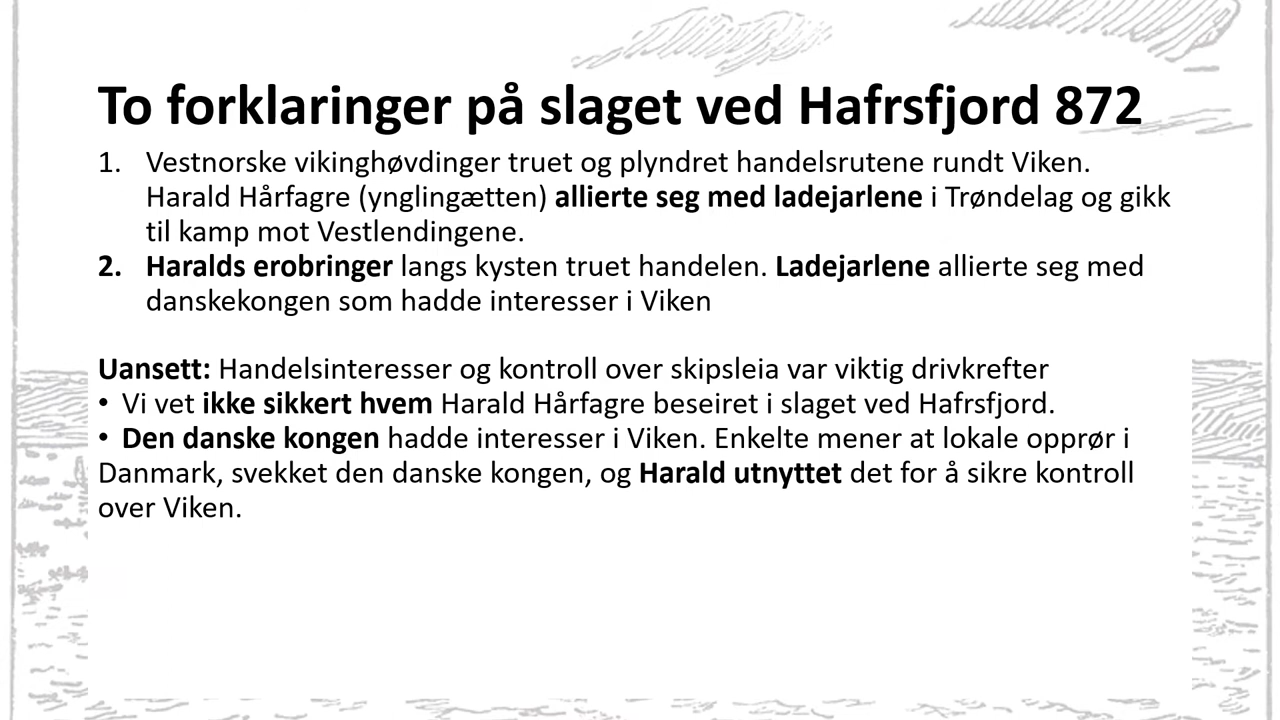 To forklaringer på slaget ved Hafrsfjord 872
1. Vestnorske vikinghøvdinger truet og plyndret handelsrutene rundt Viken.
Harald Hårfagre (ynglingætten) allierte seg med ladejarlene i Trøndelag og gikk
til kamp mot Vestlendingene.
2. Haralds erobringer langs kysten truet handelen. Ladejarlene allierte seg med
danskekongen som hadde interesser i Viken
Uansett: Handelsinteresser og kontroll over skipsleia var viktig drivkrefter
• Vi vet ikke sikkert hvem Harald Hårfagre beseiret i slaget ved Hafrsfjord.
• Den danske kongen hadde interesser i Viken. Enkelte mener at lokale opprør i
Danmark, svekket den danske kongen, og Harald utnyttet det for å sikre kontroll
over Viken.